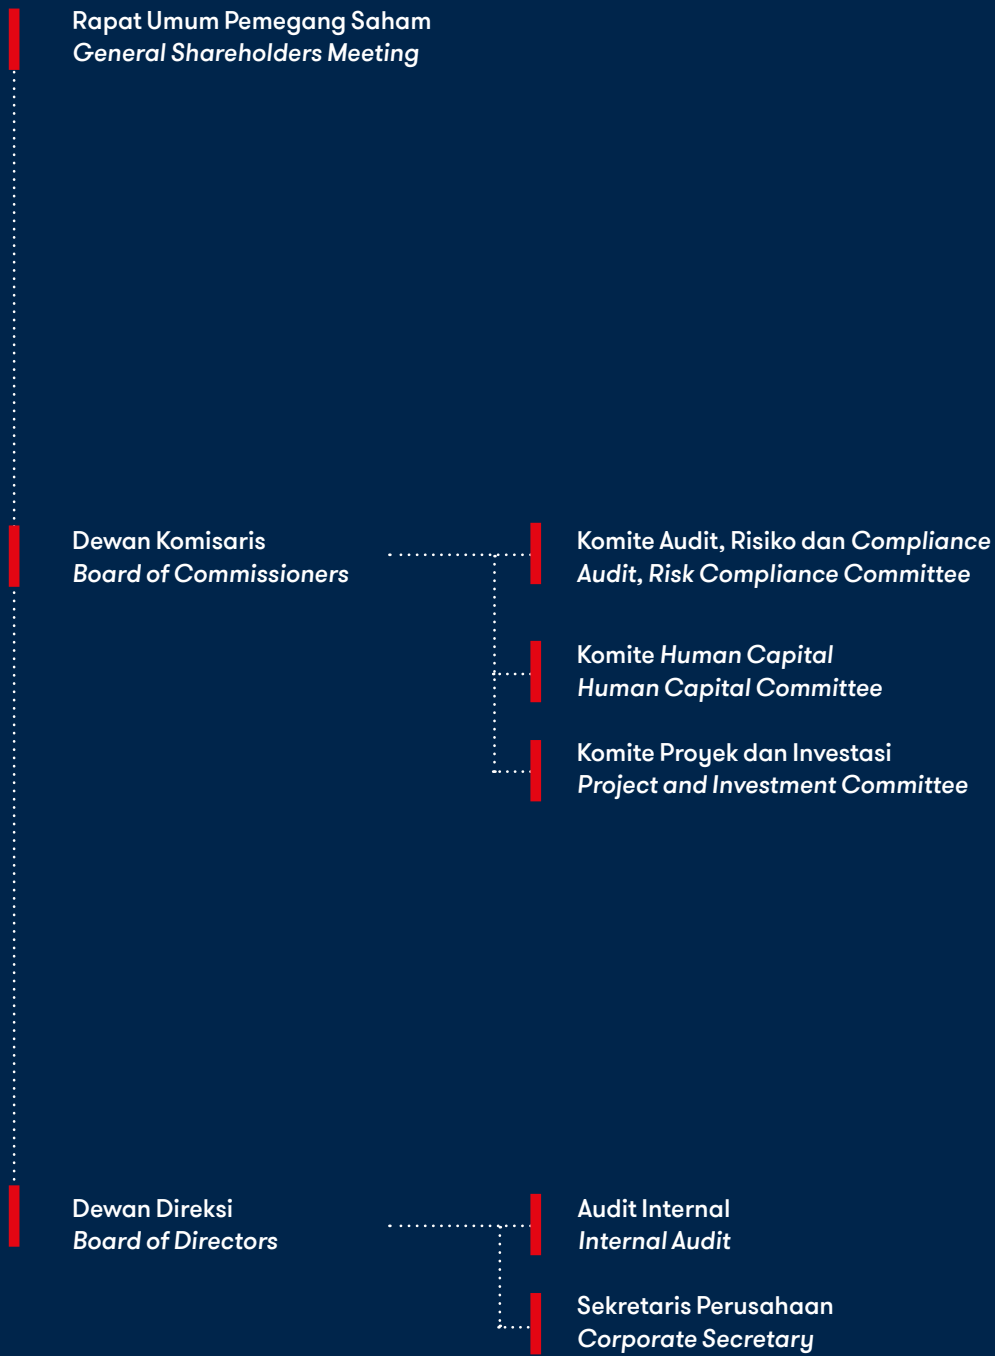 Rapat Umum Pemegang Saham
General Shareholders Meeting
Dewan Komisaris
Board of Commissioners
Komite Audit, Risiko dan Compliance
Audit, Risk Compliance Committee
Komite Human Capital
Human Capital Committee
Komite Proyek dan Investasi
Project and Investment Committee
Dewan Direksi
Board of Directors
Audit Internal
Internal Audit
Sekretaris Perusahaan
Corporate Secretary